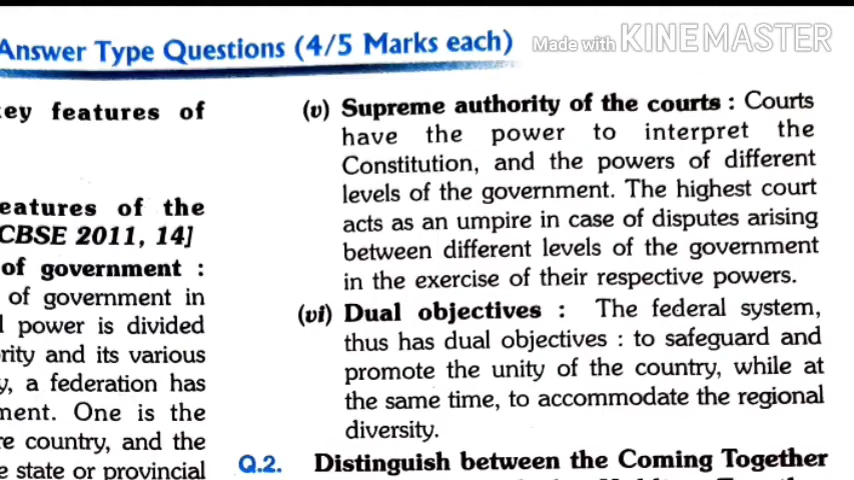 Answer Type Questions (4/5 Marks each)
Made with KINEMASTER
key features of
eatures of the
CBSE 2011, 14]
of government :
of government in
power is divided
rity and its various
y, a federation has
ment. One is the
re country, and the
e state or provincial
(v) Supreme authority of the courts : Courts
have the power to interpret the
Constitution, and the powers of different
levels of the government. The highest court
acts as an umpire in case of disputes arising
between different levels of the government
in the exercise of their respective powers.
(vi) Dual objectives : The federal system,
thus has dual objectives : to safeguard and
promote the unity of the country, while at
the same time, to accommodate the regional
diversity.
Q.2. Distinguish between the Coming Together